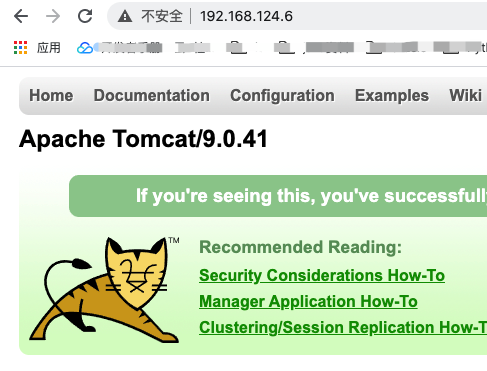 不安全 192.168.124.6
应用
Home Documentation Configuration Examples Wiki
Apache Tomcat/9.0.41
If you're seeing this, you've successfully
TM
Recommended Reading:
Security Considerations How-To
Manager Application How-To
Clustering/Session Replication How-T